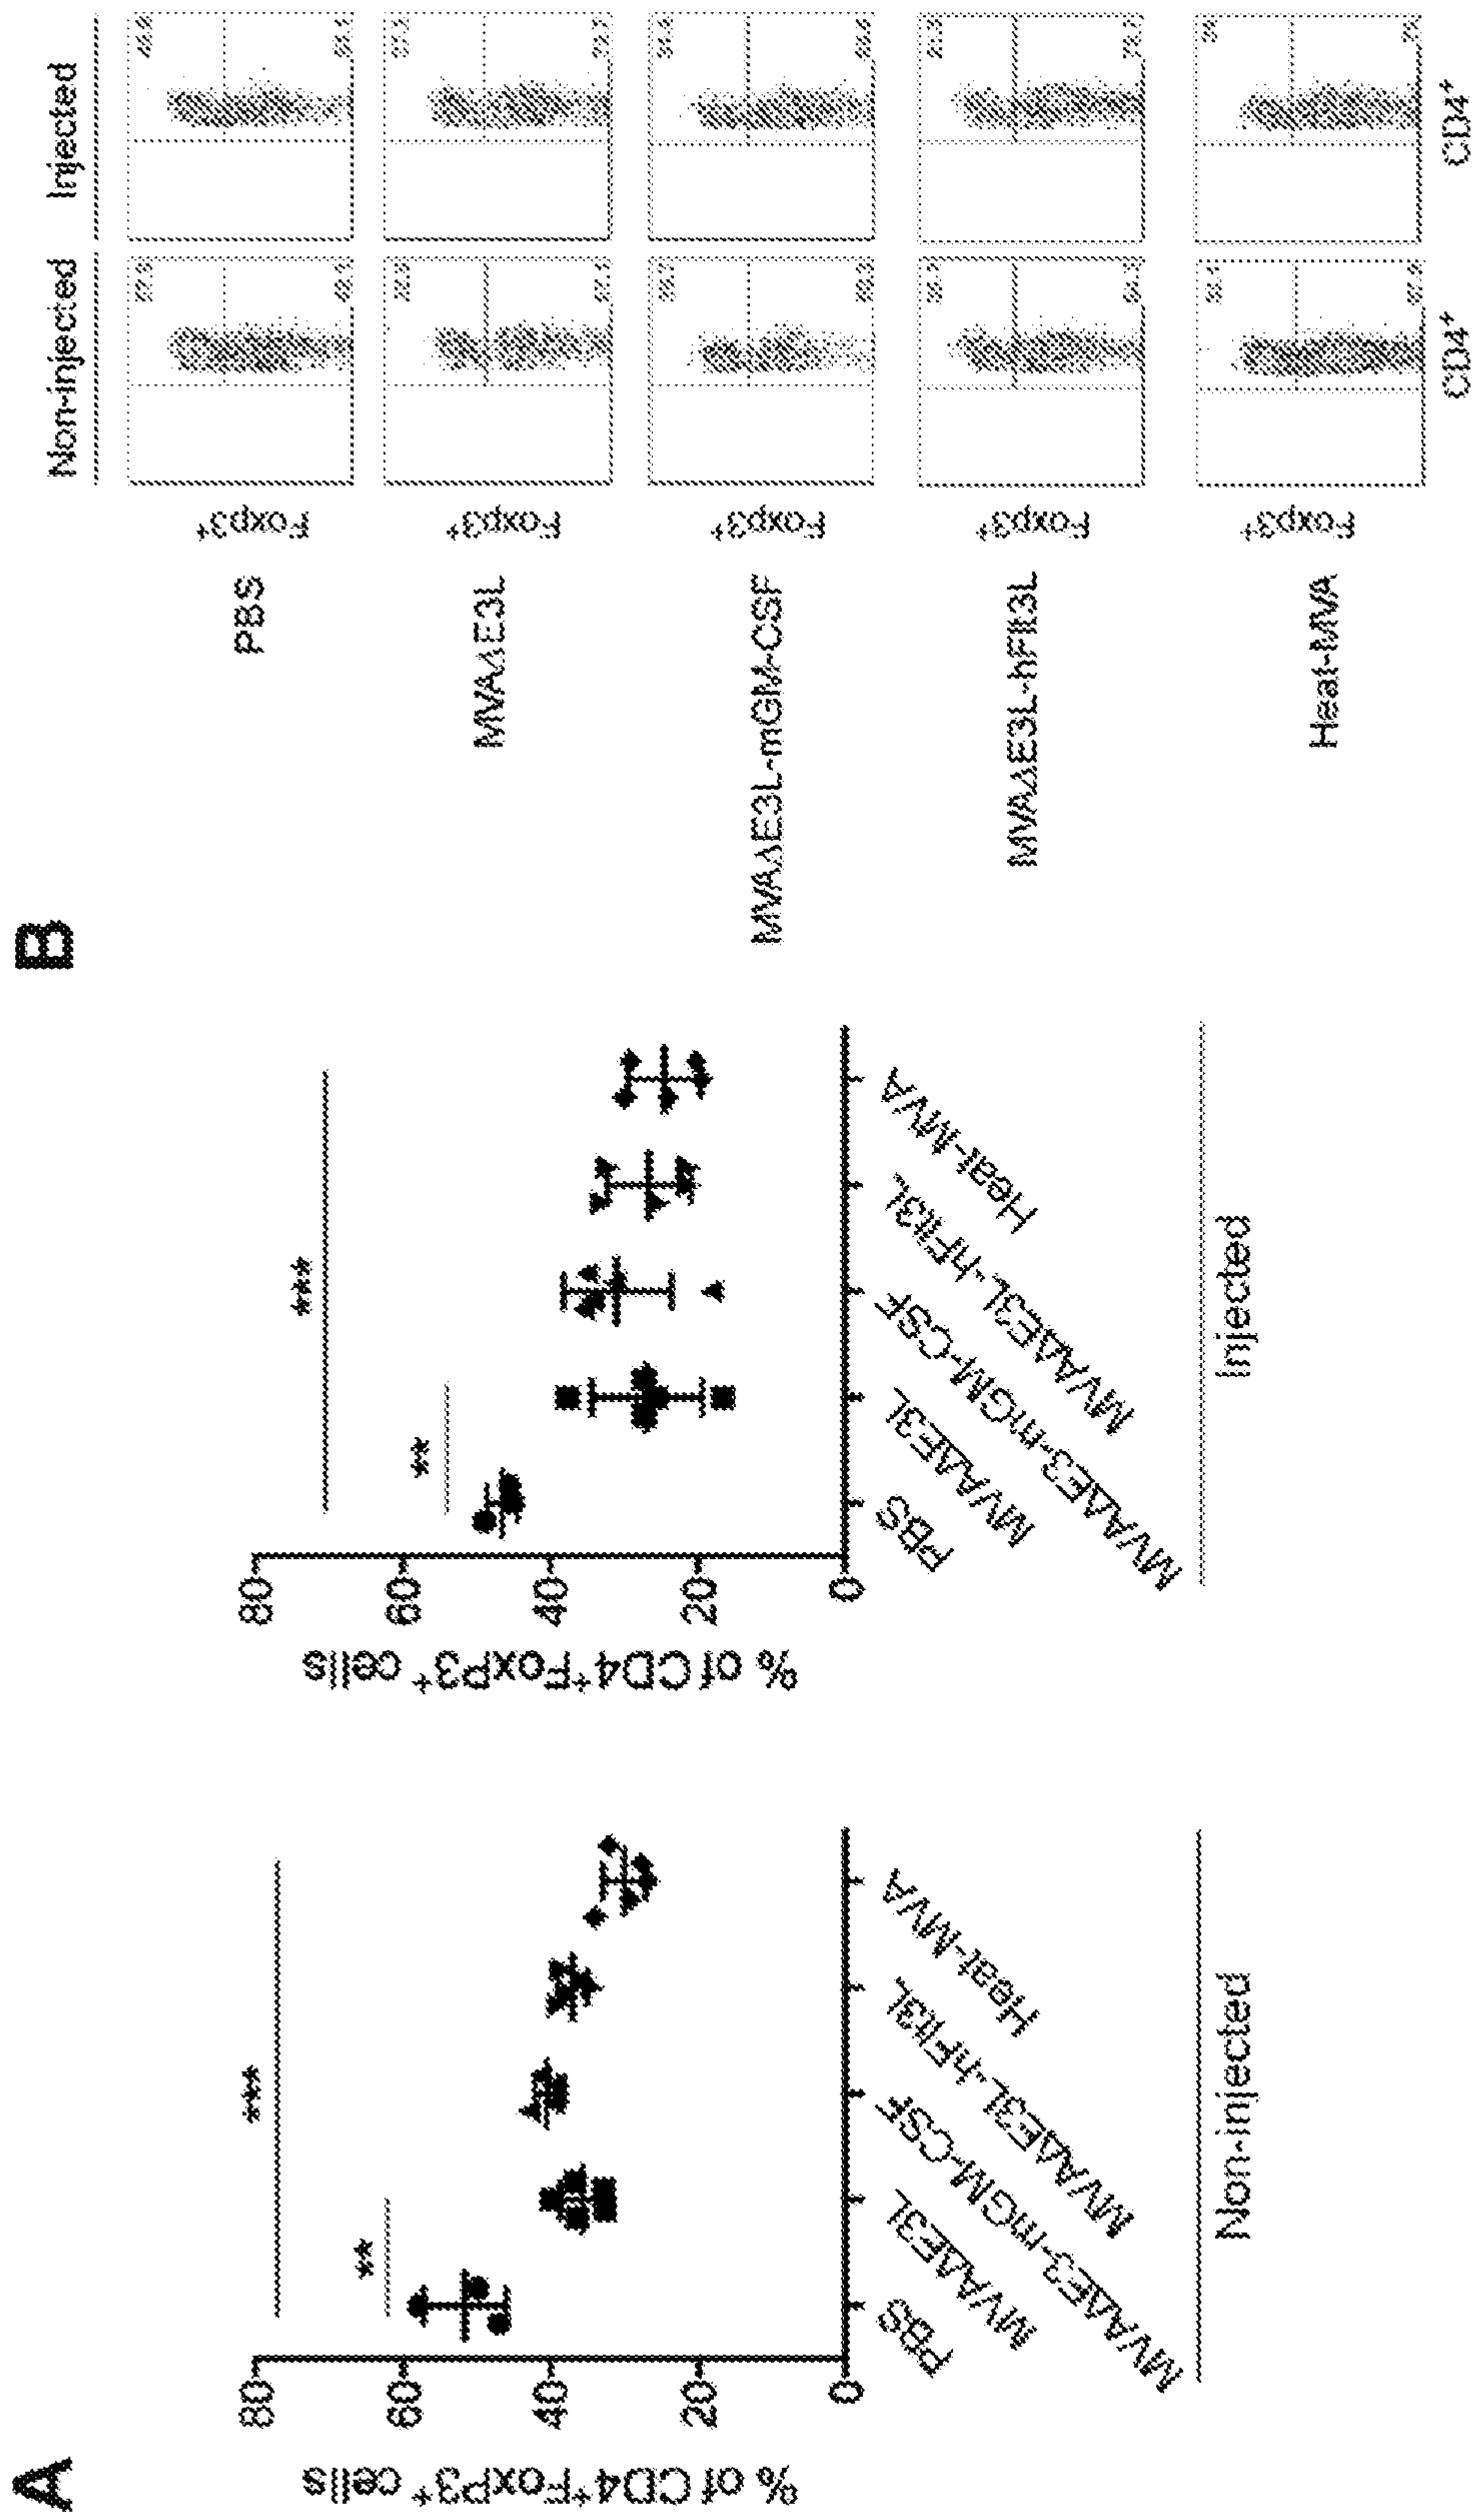 A
% of CD4⁺FoxP3⁺ cells
80
60
40
20
0
**
***
PBS
MVAΔE3L
MVAΔE3-mGM-CSF
MVAΔE3L-hFlt3L
Heat-MVA
Non-injected
% of CD4⁺FoxP3⁺ cells
80
60
40
20
0
**
***
PBS
MVAΔE3L
MVAΔE3-mGM-CSF
MVAΔE3L-hFlt3L
Heat-MVA
Injected
B
Non-injected
Injected
PBS
Foxp3⁺
MVAΔE3L
Foxp3⁺
MVAΔE3L-mGM-CSF
Foxp3⁺
MVAΔE3L-hFlt3L
Foxp3⁺
Heat-MVA
Foxp3⁺
CD4⁺
CD4⁺